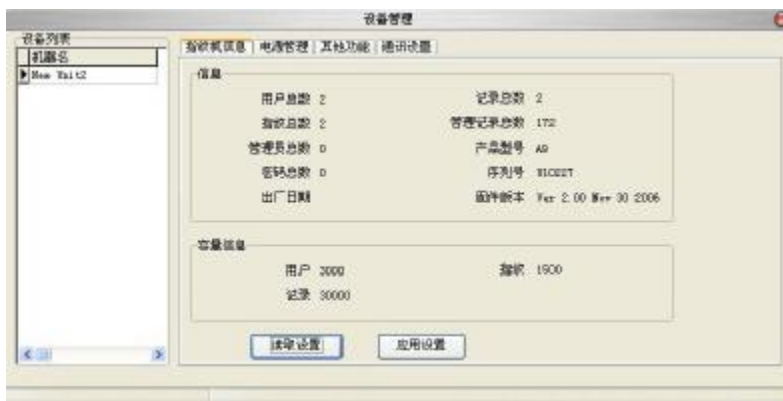 设备管理
设备列表
机器名
New Unit2
指纹机信息 电源管理 其他功能 通讯设置
信息
用户总数 2 记录总数 2
指纹总数 2 管理记录总数 172
管理员总数 0 产品型号 A9
密码总数 0 序列号
出厂日期 固件版本 Ver 2.00 Nov 30 2006
容量信息
用户 3000 指纹 1500
记录 30000
读取设置 应用设置